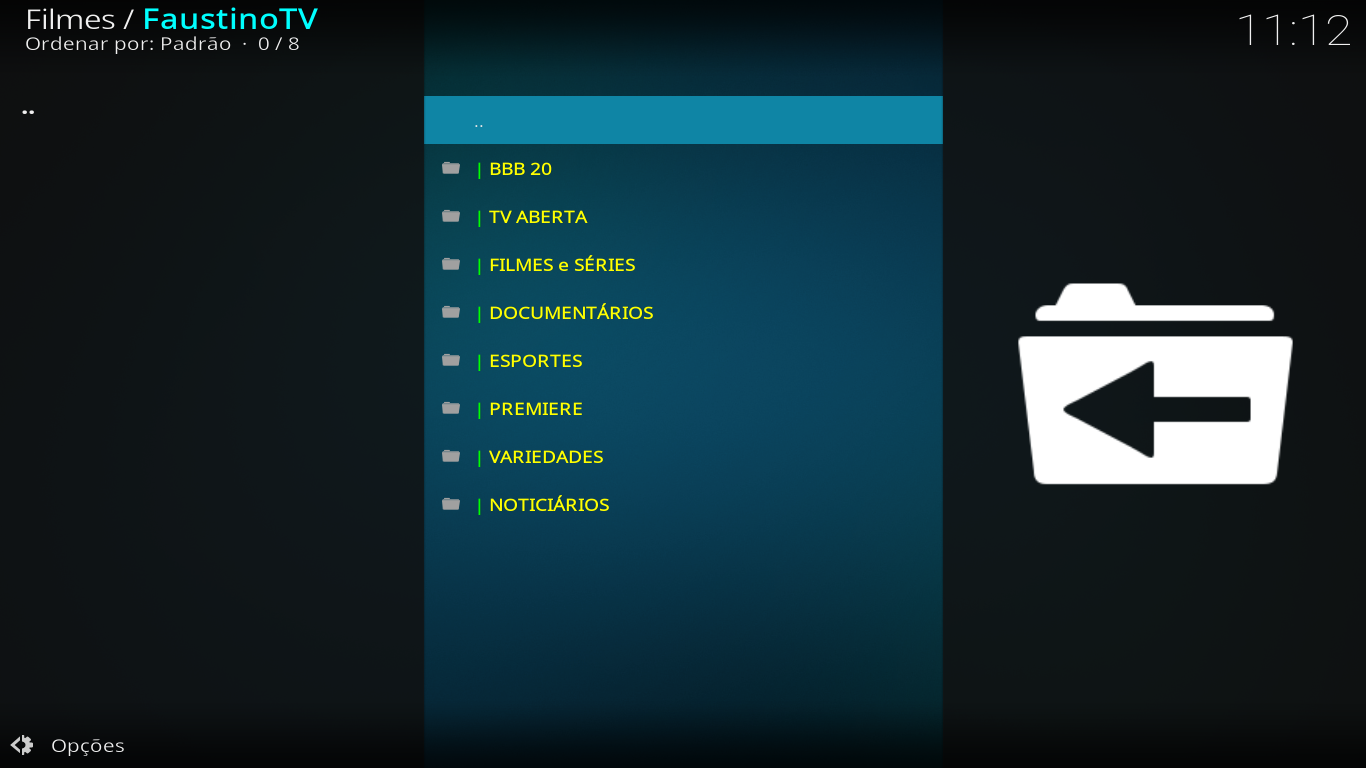 Filmes / FaustinoTV
Ordenar por: Padrão · 0 / 8
11:12
..
..
| BBB 20
| TV ABERTA
| FILMES e SÉRIES
| DOCUMENTÁRIOS
| ESPORTES
| PREMIERE
| VARIEDADES
| NOTICIÁRIOS
Opções